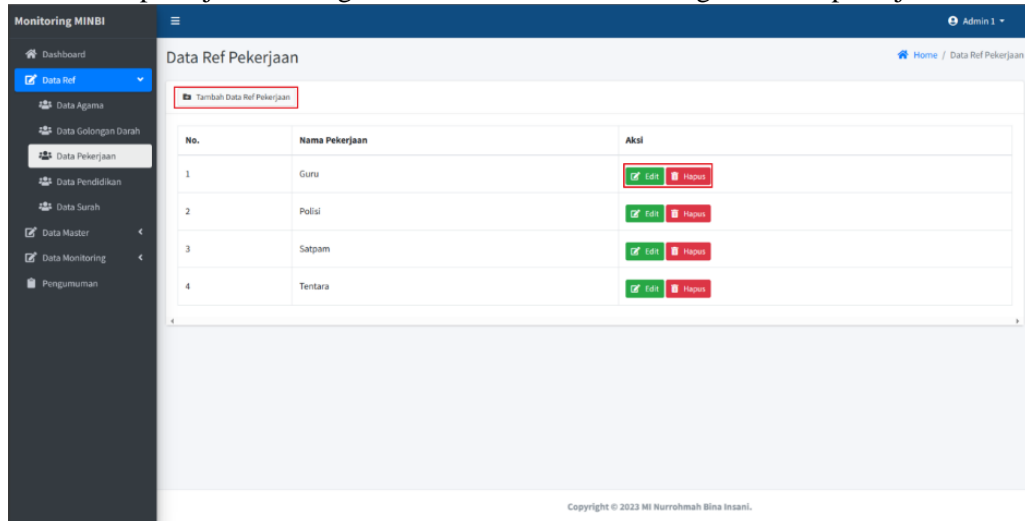 Monitoring MINBI
Admin 1
Dashboard
Data Ref
Data Agama
Data Golongan Darah
Data Pekerjaan
Data Pendidikan
Data Surah
Data Master
Data Monitoring
Pengumuman
Data Ref Pekerjaan
Home / Data Ref Pekerjaan
Tambah Data Ref Pekerjaan
No. Nama Pekerjaan Aksi
1 Guru Edit Hapus
2 Polisi Edit Hapus
3 Satpam Edit Hapus
4 Tentara Edit Hapus
Copyright © 2023 MI Nurrohmah Bina Insani.